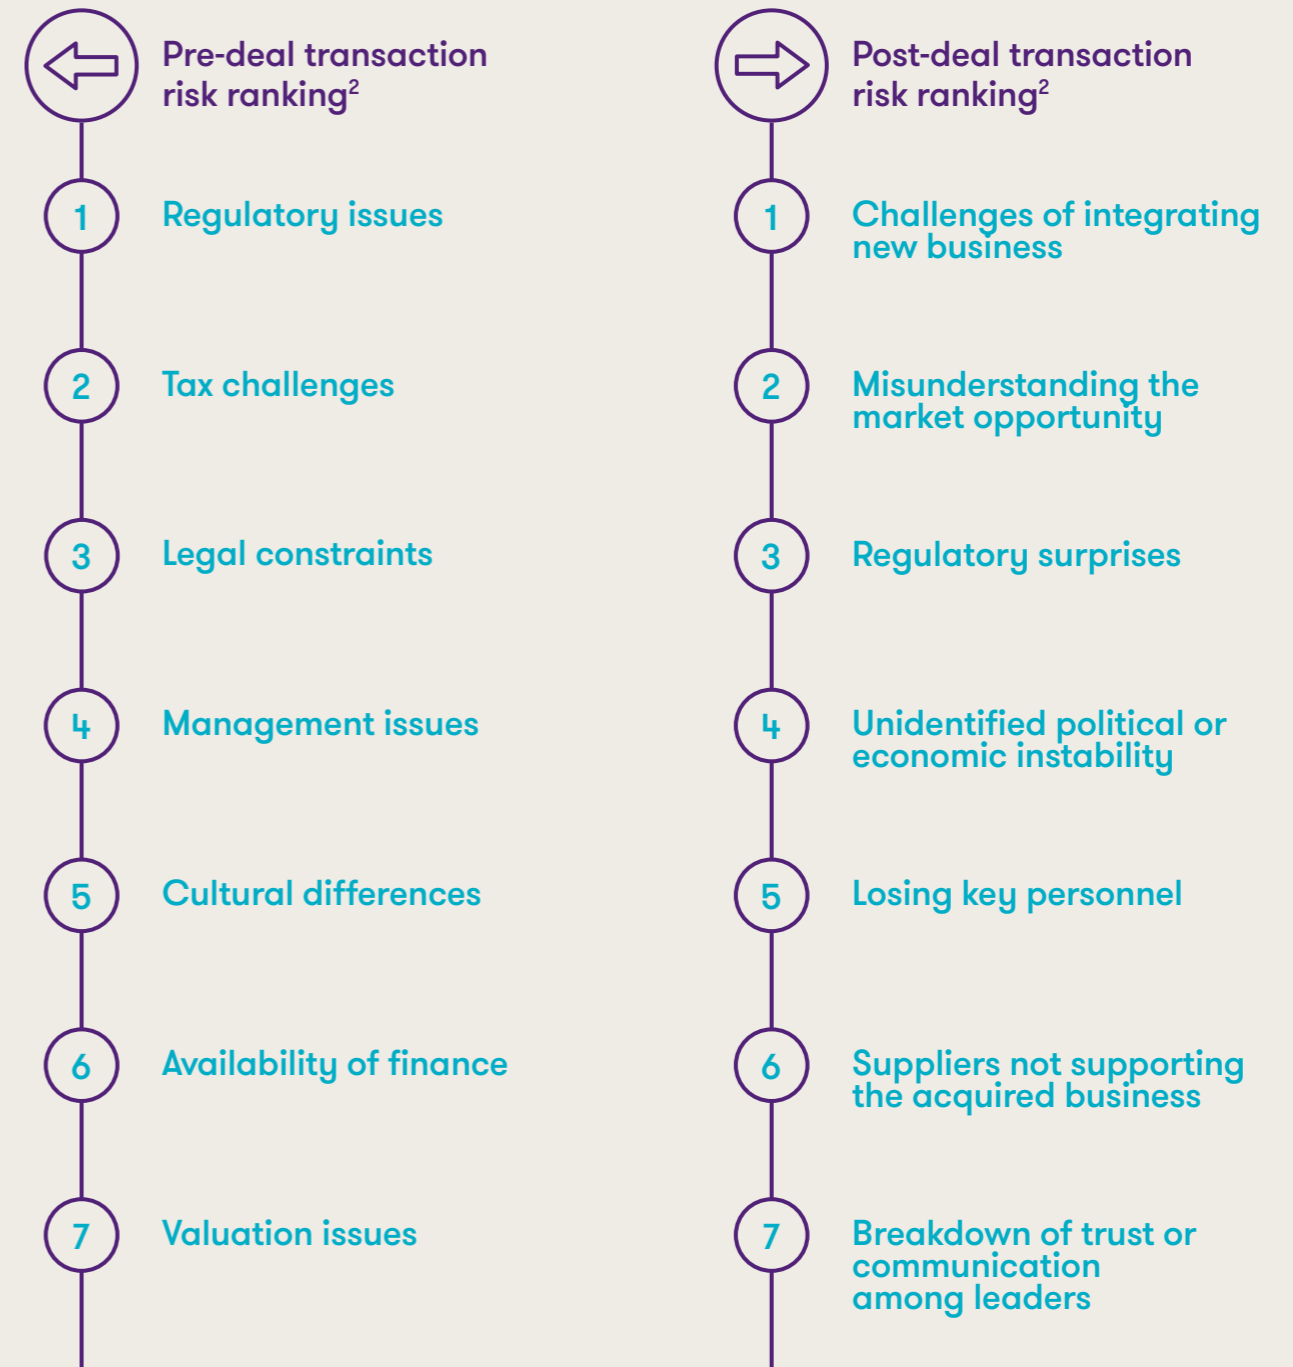 Pre-deal transaction
risk ranking²
1
Regulatory issues
2
Tax challenges
3
Legal constraints
4
Management issues
5
Cultural differences
6
Availability of finance
7
Valuation issues
Post-deal transaction
risk ranking²
1
Challenges of integrating
new business
2
Misunderstanding the
market opportunity
3
Regulatory surprises
4
Unidentified political or
economic instability
5
Losing key personnel
6
Suppliers not supporting
the acquired business
7
Breakdown of trust or
communication
among leaders